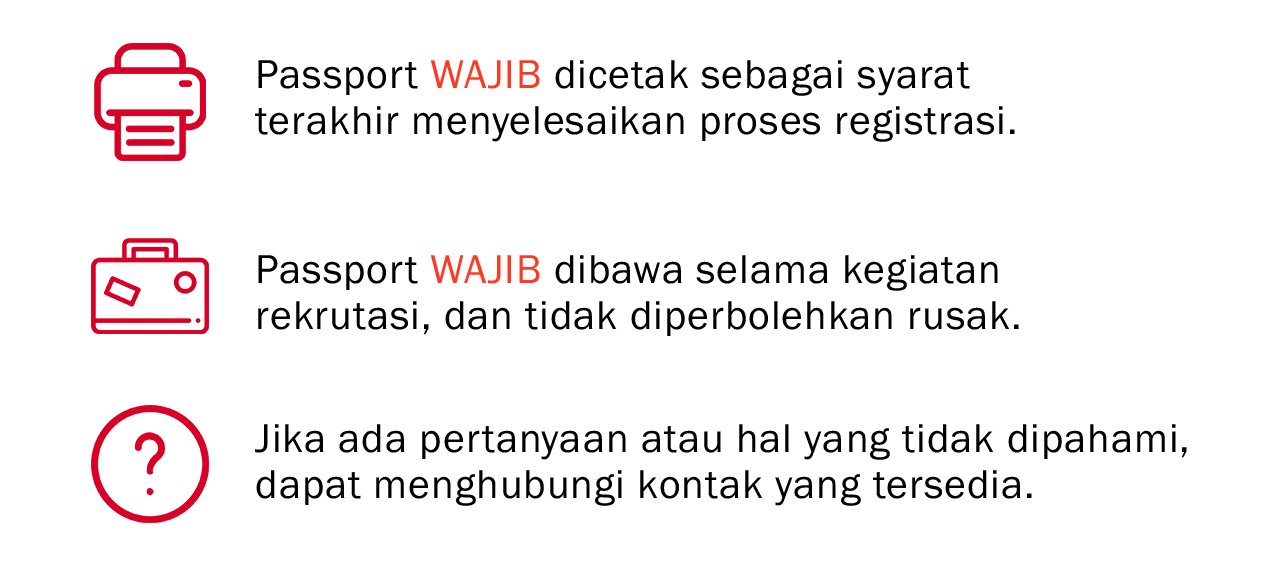 Passport WAJIB dicetak sebagai syarat
terakhir menyelesaikan proses registrasi.
Passport WAJIB dibawa selama kegiatan
rekrutasi, dan tidak diperbolehkan rusak.
Jika ada pertanyaan atau hal yang tidak dipahami,
dapat menghubungi kontak yang tersedia.